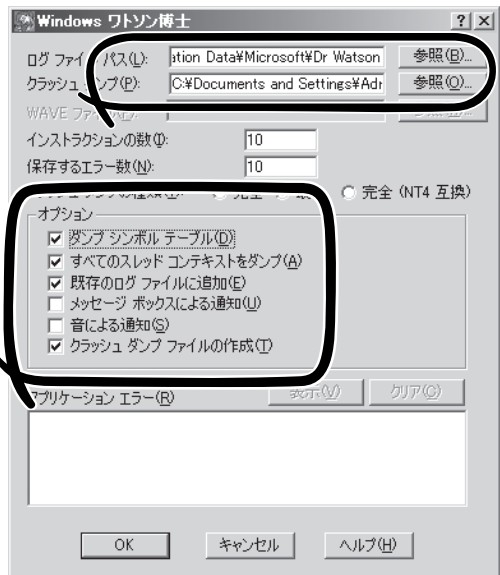 Windows ワトソン博士
ログ ファイル パス(L): ation Data¥Microsoft¥Dr Watson 参照(B)...
クラッシュ ダンプ(P): C:¥Documents and Settings¥Adr 参照(O)...
WAVE
インストラクションの数(I): 10
保存するエラー数(N): 10
完全 (NT4 互換)
オプション
ダンプ シンボル テーブル(D)
すべてのスレッド コンテキストをダンプ(A)
既存のログ ファイルに追加(E)
メッセージ ボックスによる通知(U)
音による通知(S)
クラッシュ ダンプ ファイルの作成(T)
アプリケーション エラー(R) 表示(V) クリア(C)
OK キャンセル ヘルプ(H)